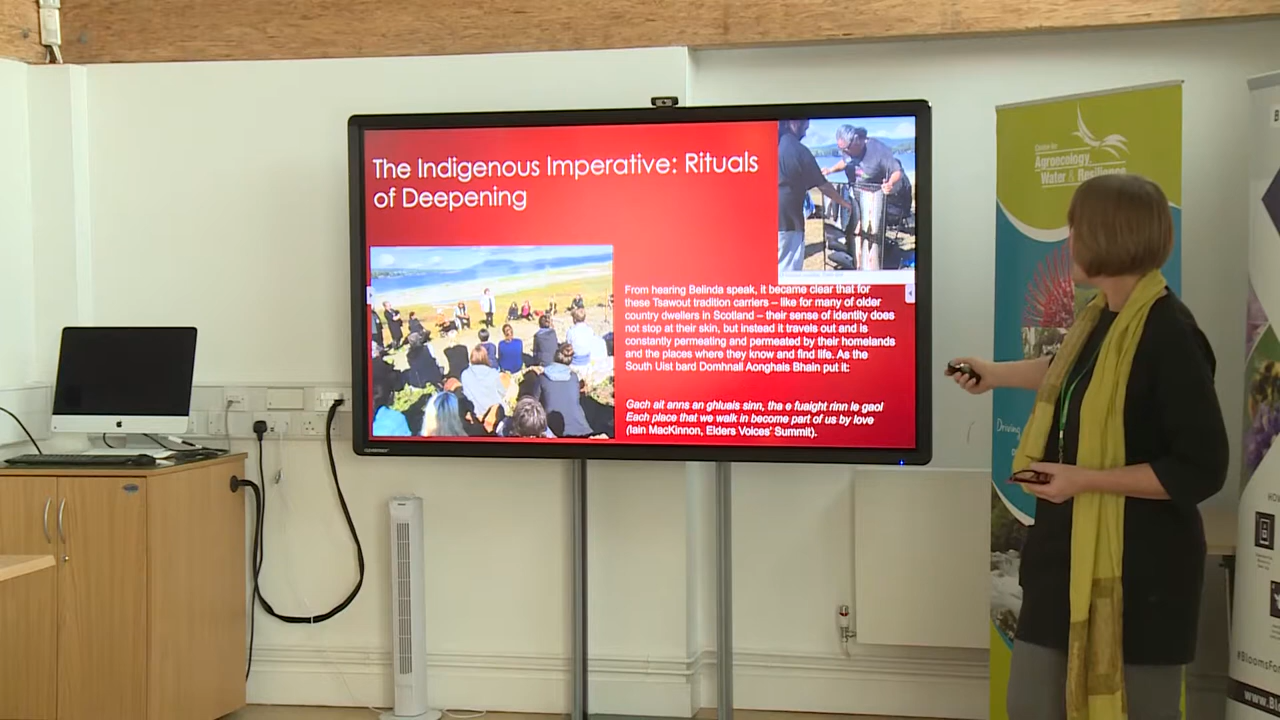 The Indigenous Imperative: Rituals
of Deepening
From hearing Belinda speak, it became clear that for
these Tsawout tradition carriers – like for many of older
country dwellers in Scotland – their sense of identity does
not stop at their skin, but instead it travels out and is
constantly permeating and permeated by their homelands
and the places where they know and find life. As the
South Uist bard Domhnall Aonghais Bhain put it:
Gach ait anns an ghluais sinn, tha e fuaight rinn le gaol
Each place that we walk in become part of us by love
(Iain MacKinnon, Elders Voices' Summit).
Centre for
Agroecology,
Water & Resilience
Driving
HOW
www.B